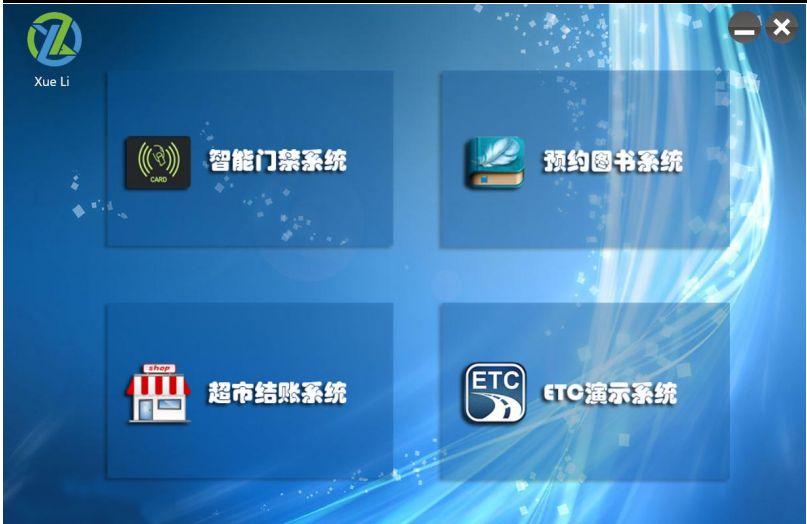 Xue Li
CARD
智能门禁系统
预约图书系统
shop
超市结账系统
ETC
ETC演示系统